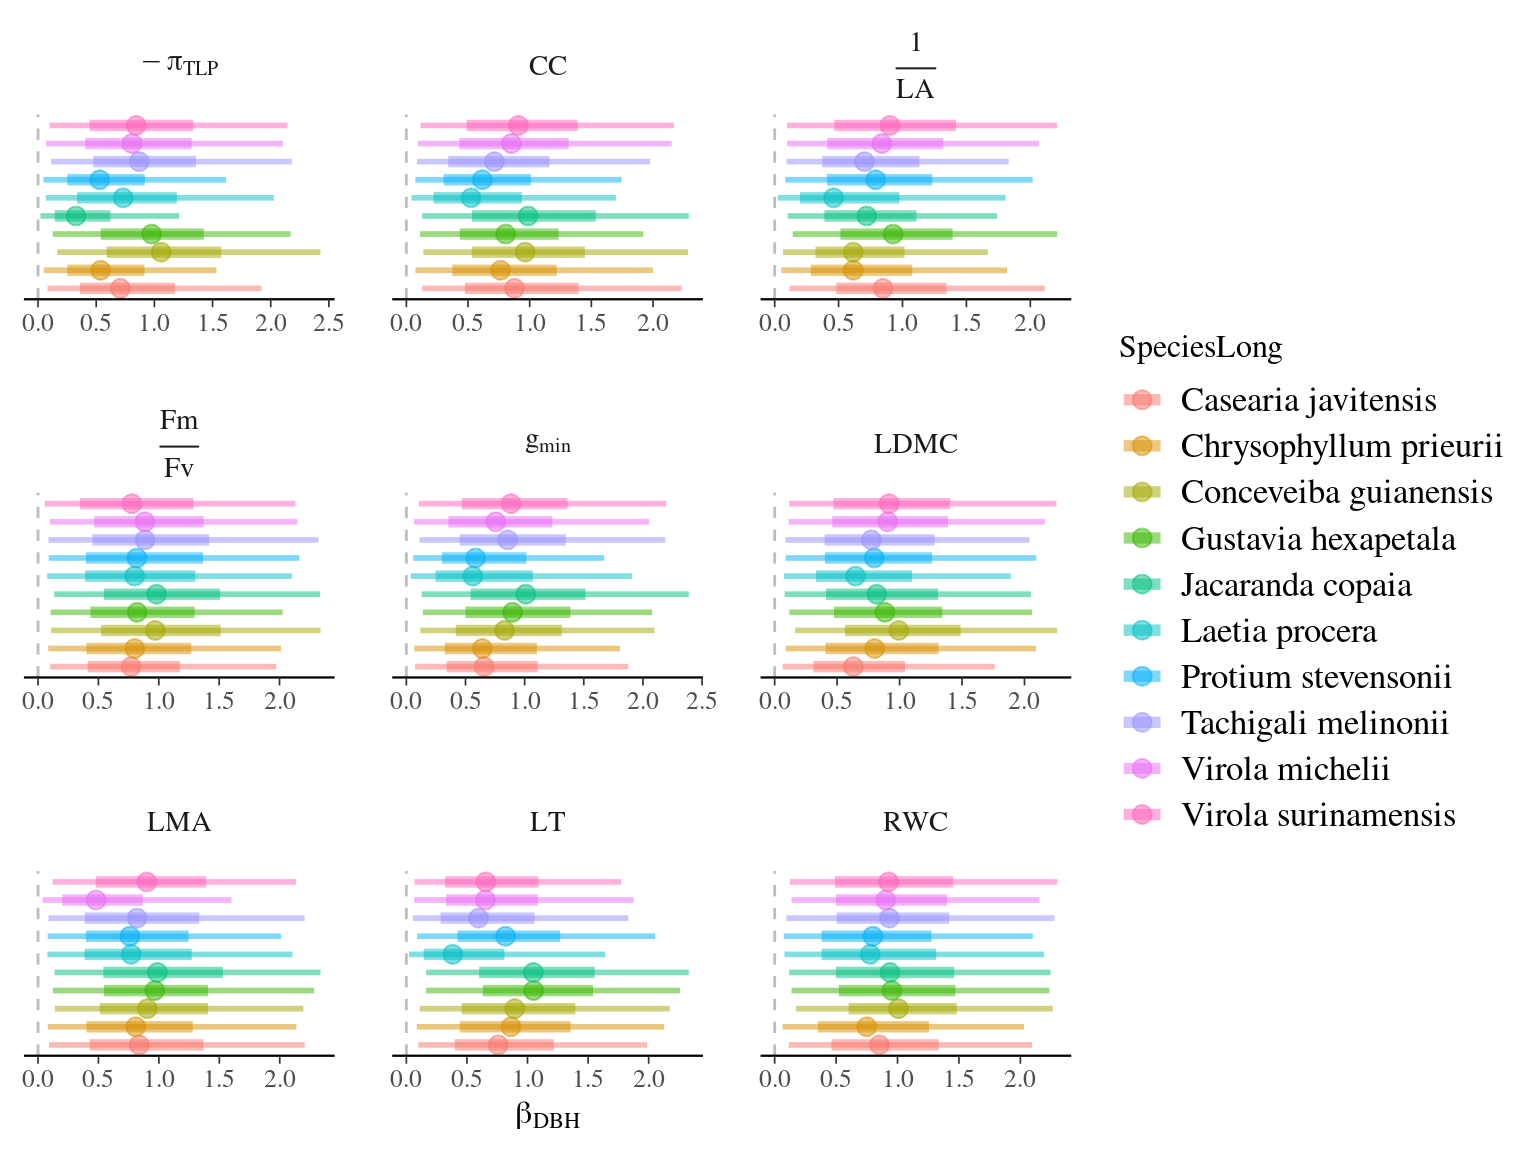 − πTLP
CC
1
LA
0.0 0.5 1.0 1.5 2.0 2.5
0.0 0.5 1.0 1.5 2.0
0.0 0.5 1.0 1.5 2.0
Fm
Fv
gmin
LDMC
0.0 0.5 1.0 1.5 2.0
0.0 0.5 1.0 1.5 2.0 2.5
0.0 0.5 1.0 1.5 2.0
LMA
LT
RWC
0.0 0.5 1.0 1.5 2.0
0.0 0.5 1.0 1.5 2.0
0.0 0.5 1.0 1.5 2.0
βDBH
SpeciesLong
Casearia javitensis
Chrysophyllum prieurii
Conceveiba guianensis
Gustavia hexapetala
Jacaranda copaia
Laetia procera
Protium stevensonii
Tachigali melinonii
Virola michelii
Virola surinamensis